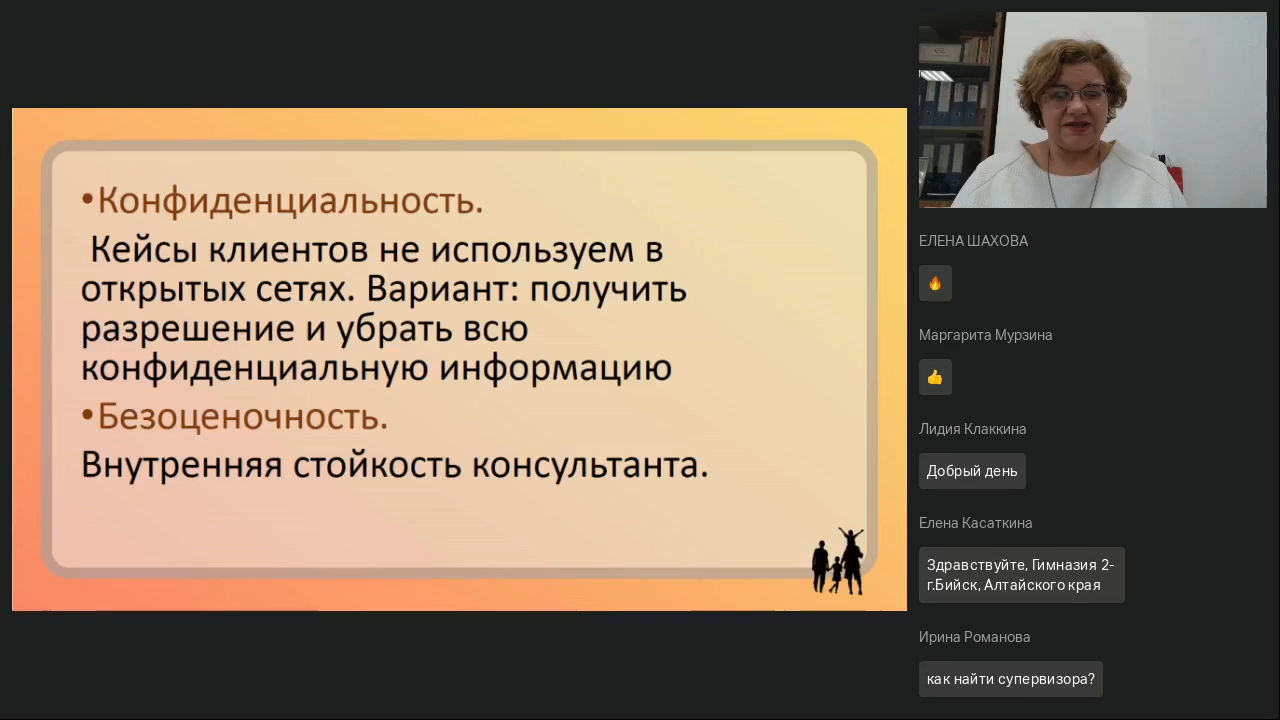 •Конфиденциальность.
Кейсы клиентов не используем в
открытых сетях. Вариант: получить
разрешение и убрать всю
конфиденциальную информацию
•Безоценочность.
Внутренняя стойкость консультанта.
ЕЛЕНА ШАХОВА
🔥
Маргарита Мурзина
👍
Лидия Клаккина
Добрый день
Елена Касаткина
Здравствуйте, Гимназия 2-
г.Бийск, Алтайского края
Ирина Романова
как найти супервизора?